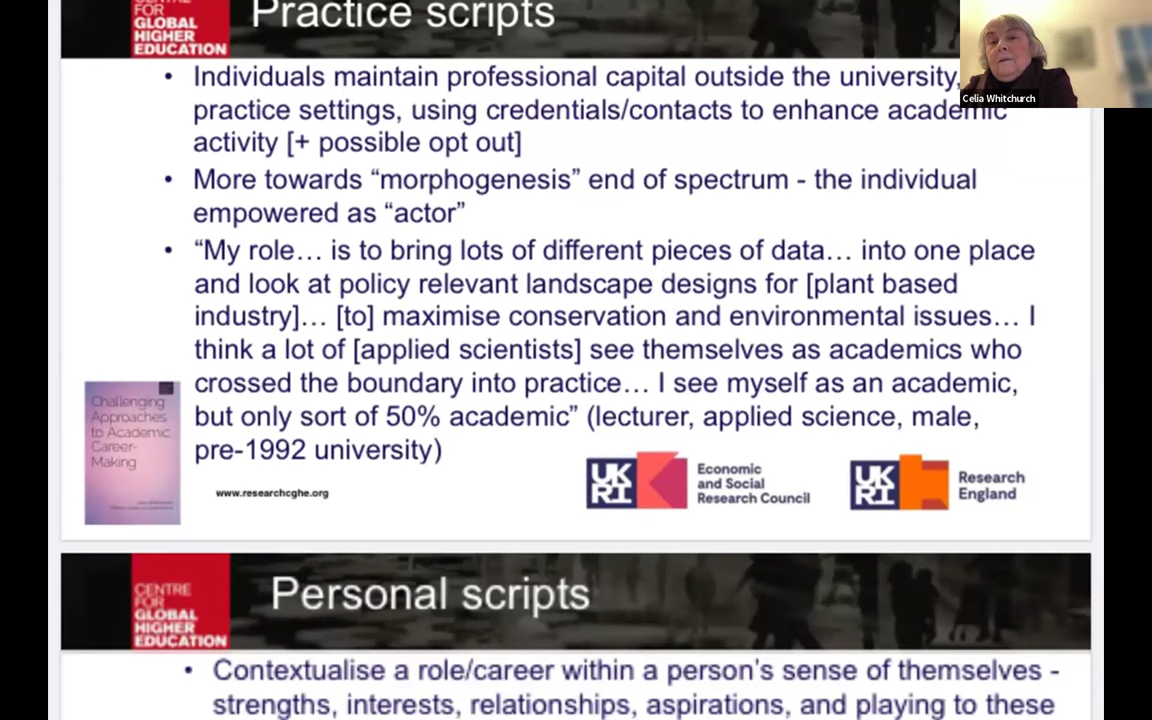 Practice scripts
FOR
GLOBAL
HIGHER
EDUCATION
Celia Whitchurch
• Individuals maintain professional capital outside the university,
practice settings, using credentials/contacts to enhance academic
activity [+ possible opt out]
• More towards “morphogenesis” end of spectrum - the individual
empowered as “actor”
• “My role… is to bring lots of different pieces of data… into one place
and look at policy relevant landscape designs for [plant based
industry]… [to] maximise conservation and environmental issues… I
think a lot of [applied scientists] see themselves as academics who
crossed the boundary into practice… I see myself as an academic,
but only sort of 50% academic” (lecturer, applied science, male,
pre-1992 university)
Challenging
Approaches
to Academic
Career-
Making
www.researchcghe.org
UK
RI
Economic
and Social
Research Council
UK
RI
Research
England
CENTRE
FOR
GLOBAL
HIGHER
EDUCATION
Personal scripts
• Contextualise a role/career within a person's sense of themselves -
strengths, interests, relationships, aspirations, and playing to these